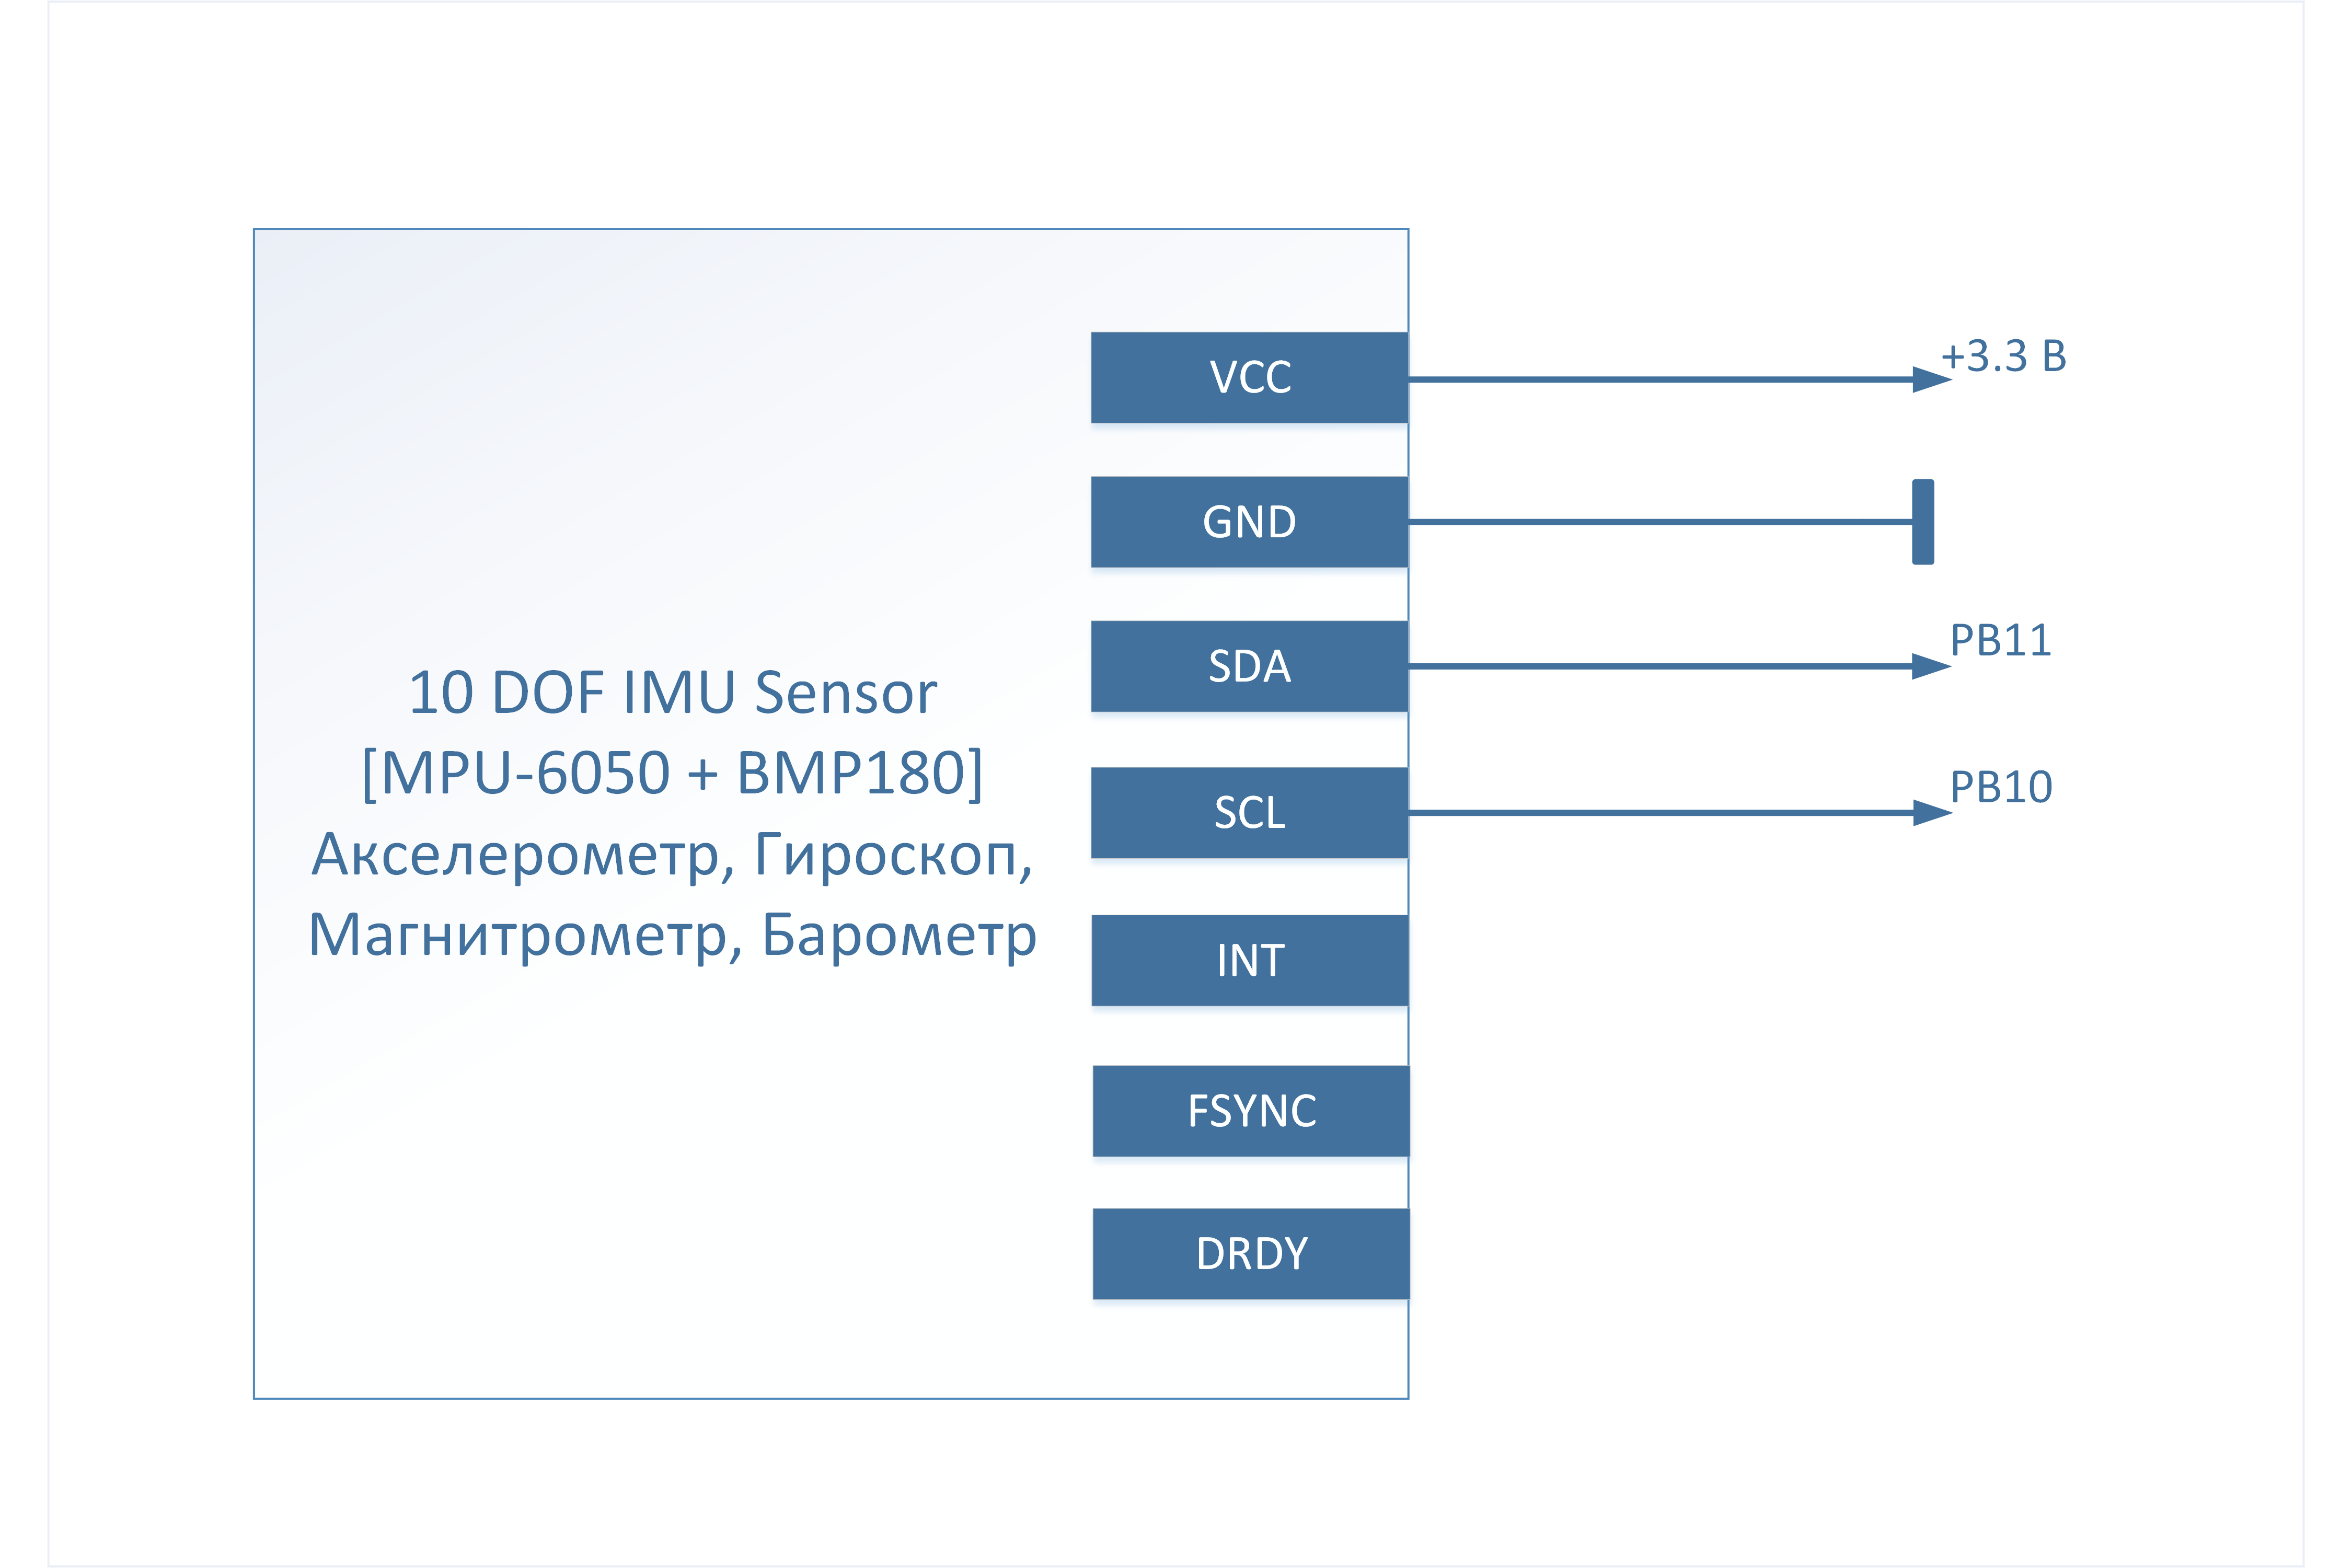 VCC
+3.3 В
GND
SDA
PB11
10 DOF IMU Sensor
[MPU-6050 + BMP180]
Акселерометр, Гироскоп,
Магнитрометр, Барометр
SCL
PB10
INT
FSYNC
DRDY